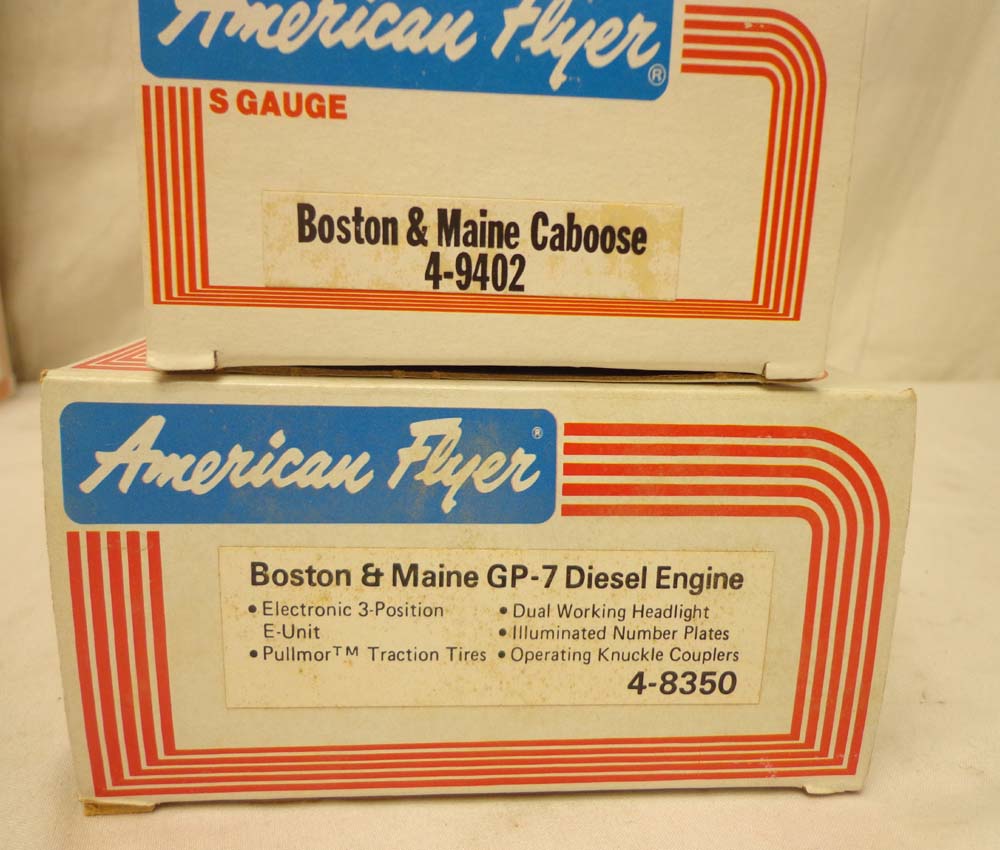 American Flyer®
S GAUGE
Boston & Maine Caboose
4-9402
American Flyer®
Boston & Maine GP-7 Diesel Engine
• Electronic 3-Position
E-Unit
• Pullmor™ Traction Tires
• Dual Working Headlight
• Illuminated Number Plates
• Operating Knuckle Couplers
4-8350